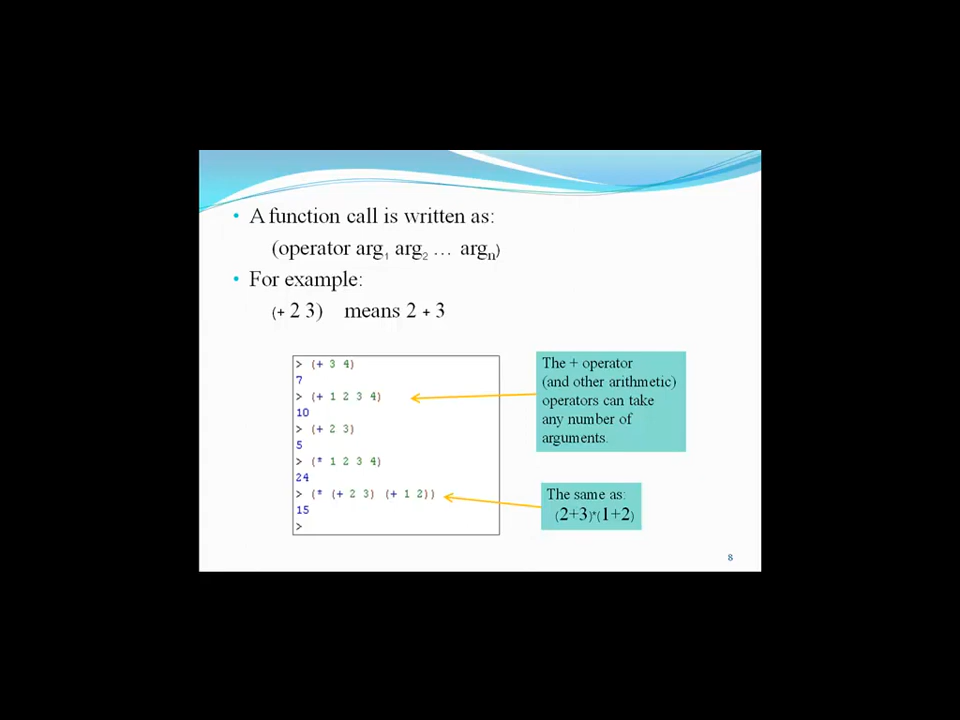 • A function call is written as:
(operator arg1 arg2 … argn)
• For example:
(+ 2 3) means 2 + 3
> (+ 3 4)
7
> (+ 1 2 3 4)
10
> (+ 2 3)
5
> (* 1 2 3 4)
24
> (* (+ 2 3) (+ 1 2))
15
>
The + operator
(and other arithmetic)
operators can take
any number of
arguments.
The same as:
(2+3)*(1+2)
8